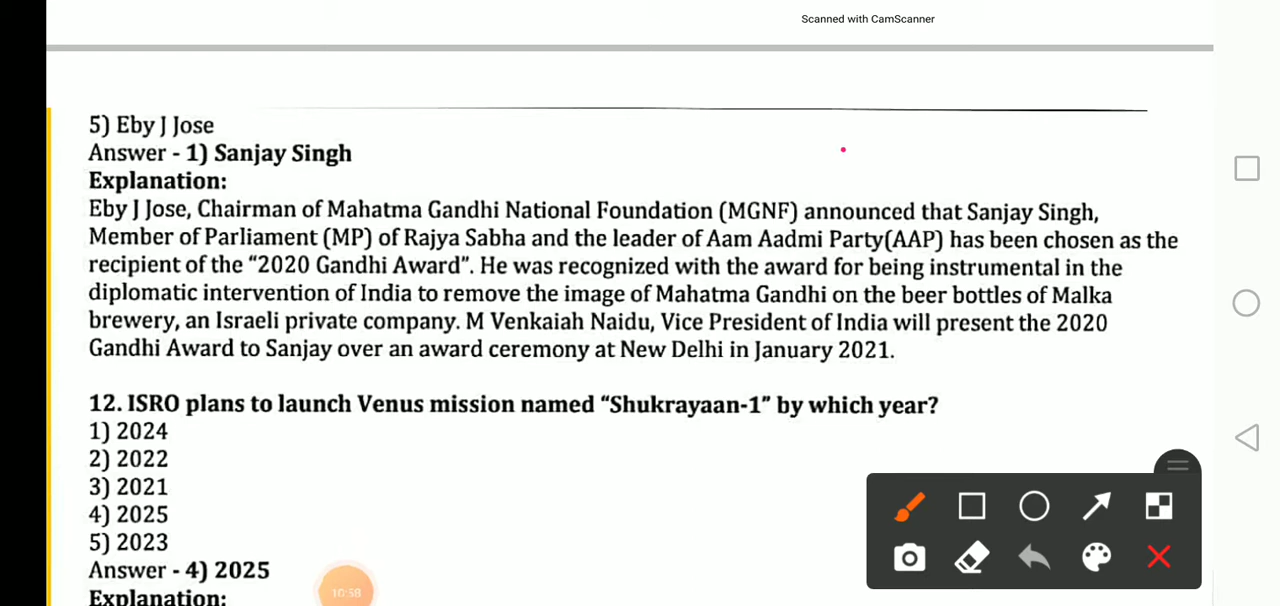 Scanned with CamScanner
5) Eby J Jose
Answer - 1) Sanjay Singh
Explanation:
Eby J Jose, Chairman of Mahatma Gandhi National Foundation (MGNF) announced that Sanjay Singh,
Member of Parliament (MP) of Rajya Sabha and the leader of Aam Aadmi Party(AAP) has been chosen as the
recipient of the “2020 Gandhi Award”. He was recognized with the award for being instrumental in the
diplomatic intervention of India to remove the image of Mahatma Gandhi on the beer bottles of Malka
brewery, an Israeli private company. M Venkaiah Naidu, Vice President of India will present the 2020
Gandhi Award to Sanjay over an award ceremony at New Delhi in January 2021.
12. ISRO plans to launch Venus mission named “Shukrayaan-1” by which year?
1) 2024
2) 2022
3) 2021
4) 2025
5) 2023
Answer - 4) 2025
10:58
Explanation: